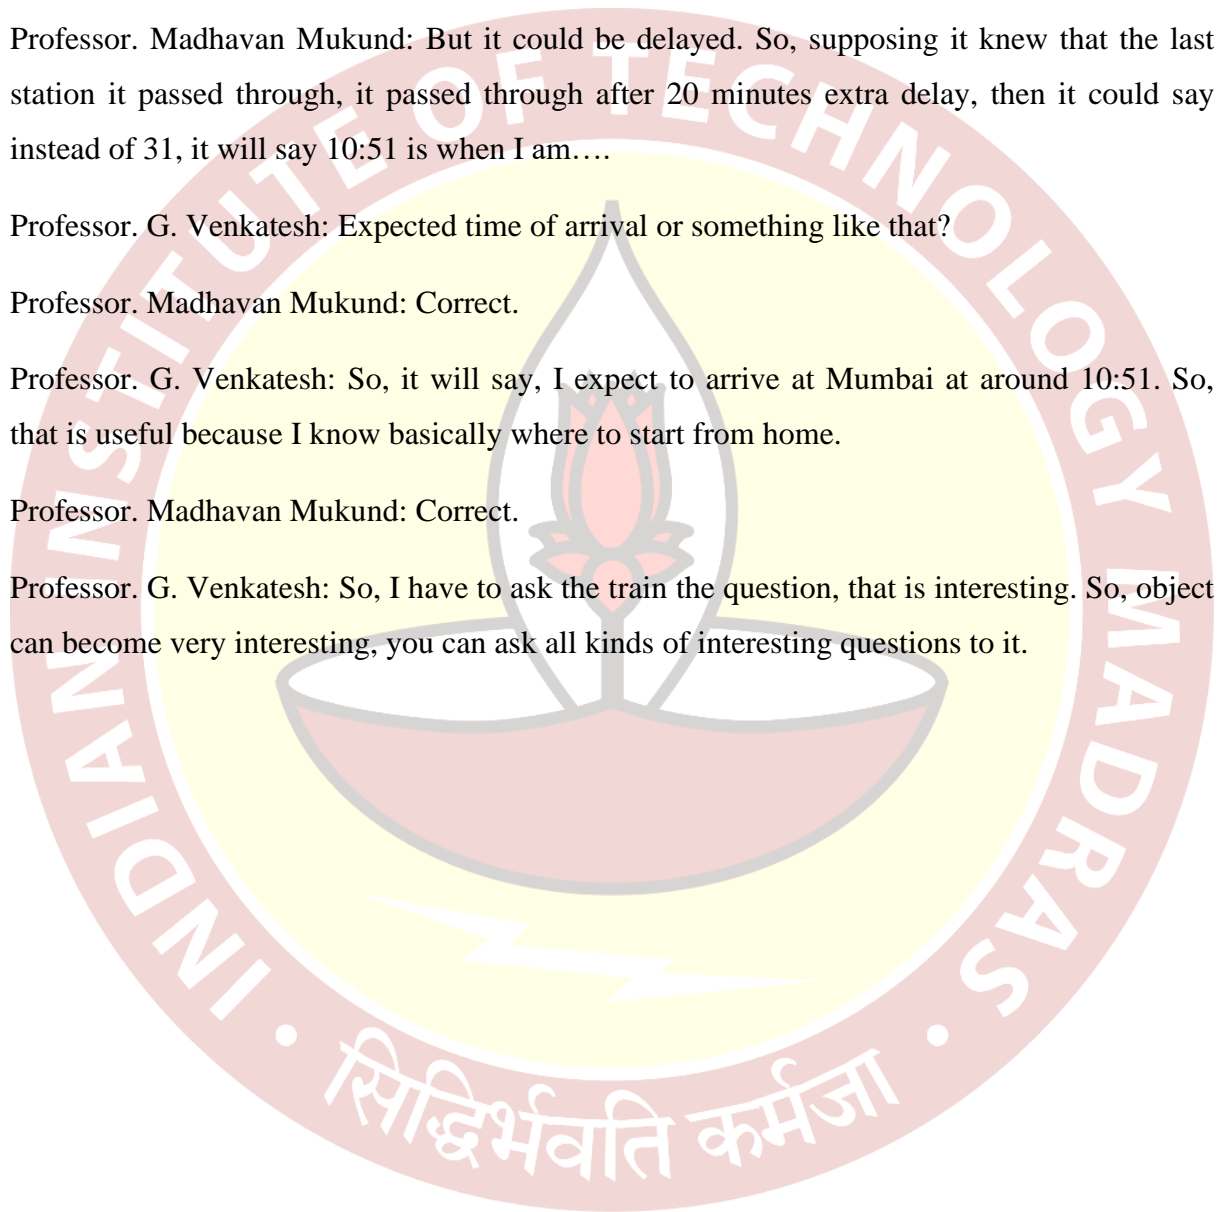 Professor. Madhavan Mukund: But it could be delayed. So, supposing it knew that the last
station it passed through, it passed through after 20 minutes extra delay, then it could say
instead of 31, it will say 10:51 is when I am….
Professor. G. Venkatesh: Expected time of arrival or something like that?
Professor. Madhavan Mukund: Correct.
Professor. G. Venkatesh: So, it will say, I expect to arrive at Mumbai at around 10:51. So,
that is useful because I know basically where to start from home.
Professor. Madhavan Mukund: Correct.
Professor. G. Venkatesh: So, I have to ask the train the question, that is interesting. So, object
can become very interesting, you can ask all kinds of interesting questions to it.
INDIAN INSTITUTE OF TECHNOLOGY MADRAS
सिद्धिर्भवति कर्मजा